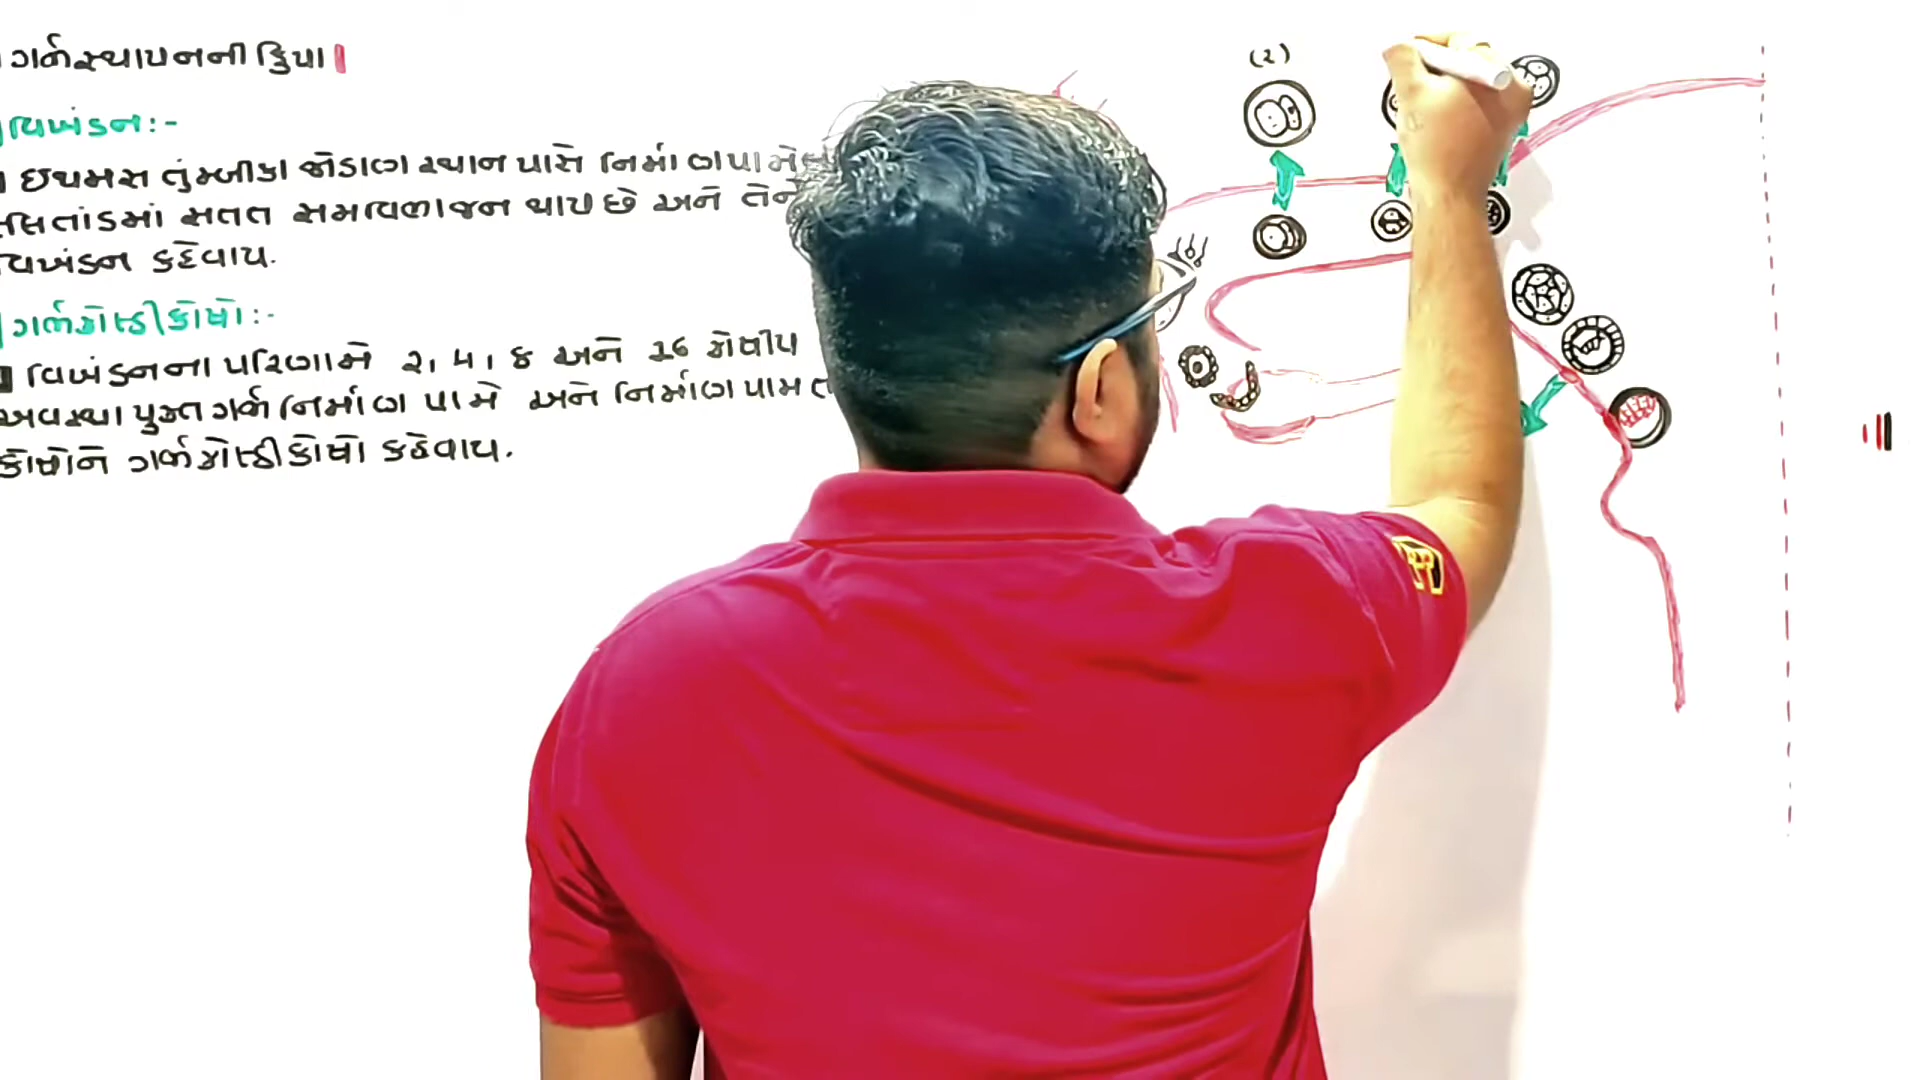 ગર્ભસ્થાપનની ક્રિયા
વિખંડન:-
ઇથમસ તુંમ્બીકા જોડાણ સ્થાન પાસે નિર્માણ પામેલ
ફલિતાંડમાં સતત સમવિભાજન થાય છે અને તેને
વિખંડન કહેવાય.
ગર્ભકોષ્ઠીકોષો:-
વિખંડનના પરિણામે ૨, ૪, ૮ અને ૧૬ કોષીય
અવસ્થા યુક્ત ગર્ભ નિર્માણ પામે અને નિર્માણ પામતા
કોષોને ગર્ભકોષ્ઠીકોષો કહેવાય.
(૨)